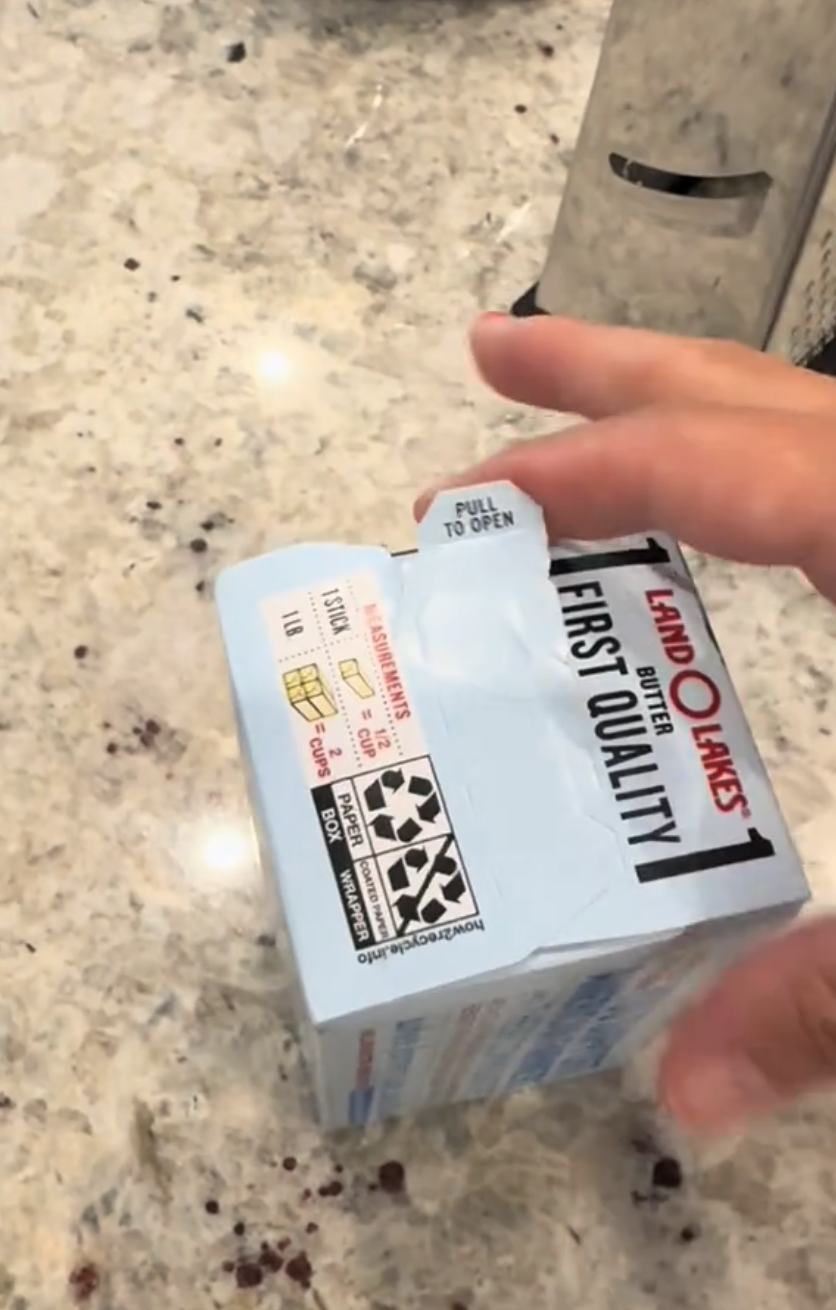 PULL
TO OPEN
1
LAND O LAKES®
BUTTER
FIRST QUALITY
1
MEASUREMENTS
1 STICK = 1/2 CUP
1 LB = 2 CUPS
PAPER
BOX
COATED PAPER
WRAPPER
how2recycle.info